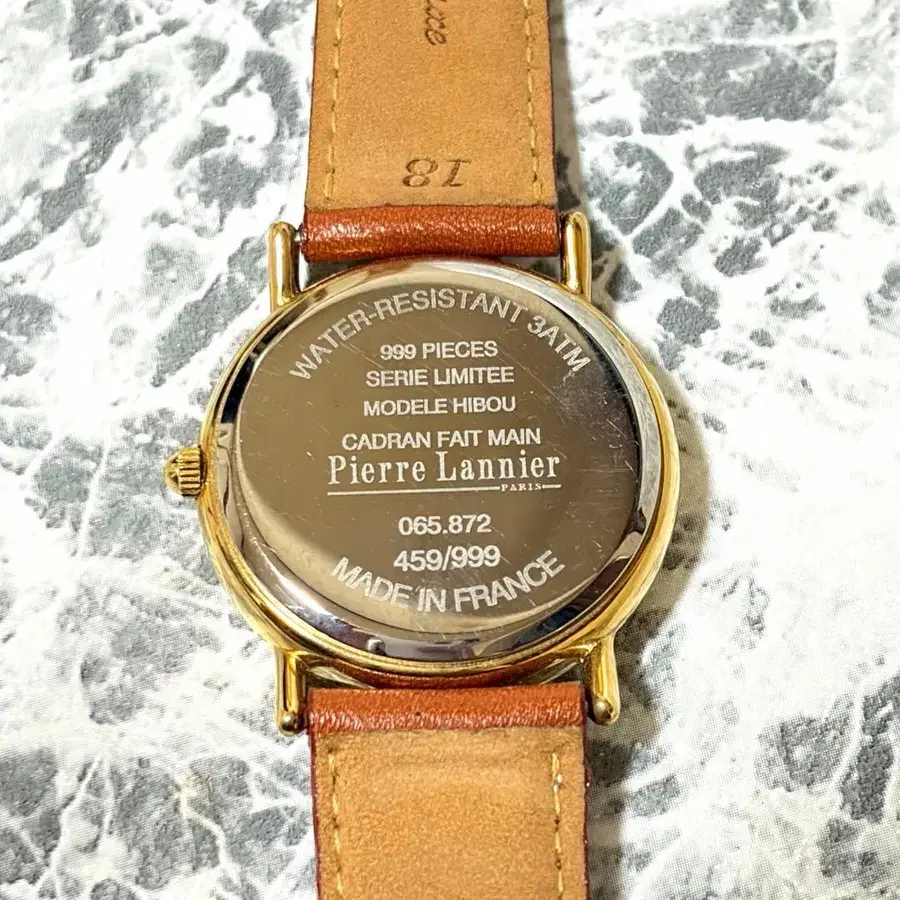 18
WATER-RESISTANT 3ATM
999 PIECES
SERIE LIMITEE
MODELE HIBOU
CADRAN FAIT MAIN
Pierre Lannier
PARIS
065.872
459/999
MADE IN FRANCE